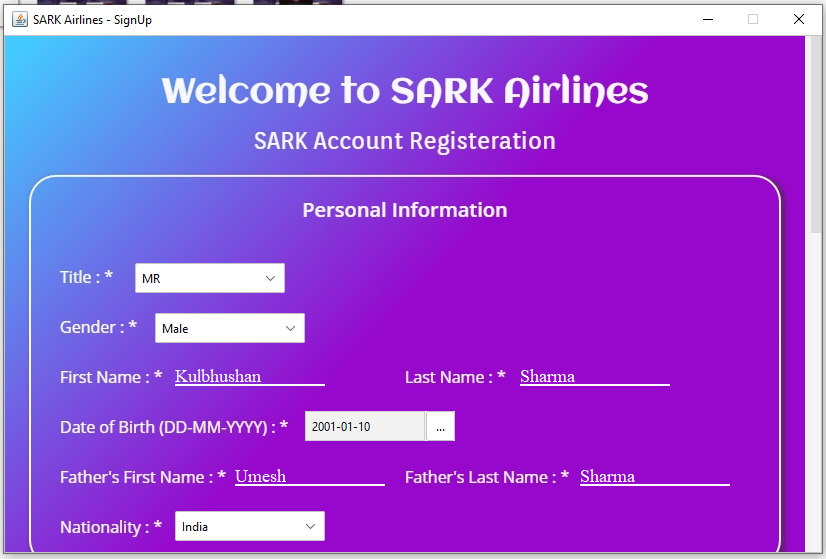 SARK Airlines - SignUp
Welcome to SARK Airlines
SARK Account Registeration
Personal Information
Title : * MR
Gender : * Male
First Name : * Kulbhushan Last Name : * Sharma
Date of Birth (DD-MM-YYYY) : * 2001-01-10 ...
Father's First Name : * Umesh Father's Last Name : * Sharma
Nationality : * India